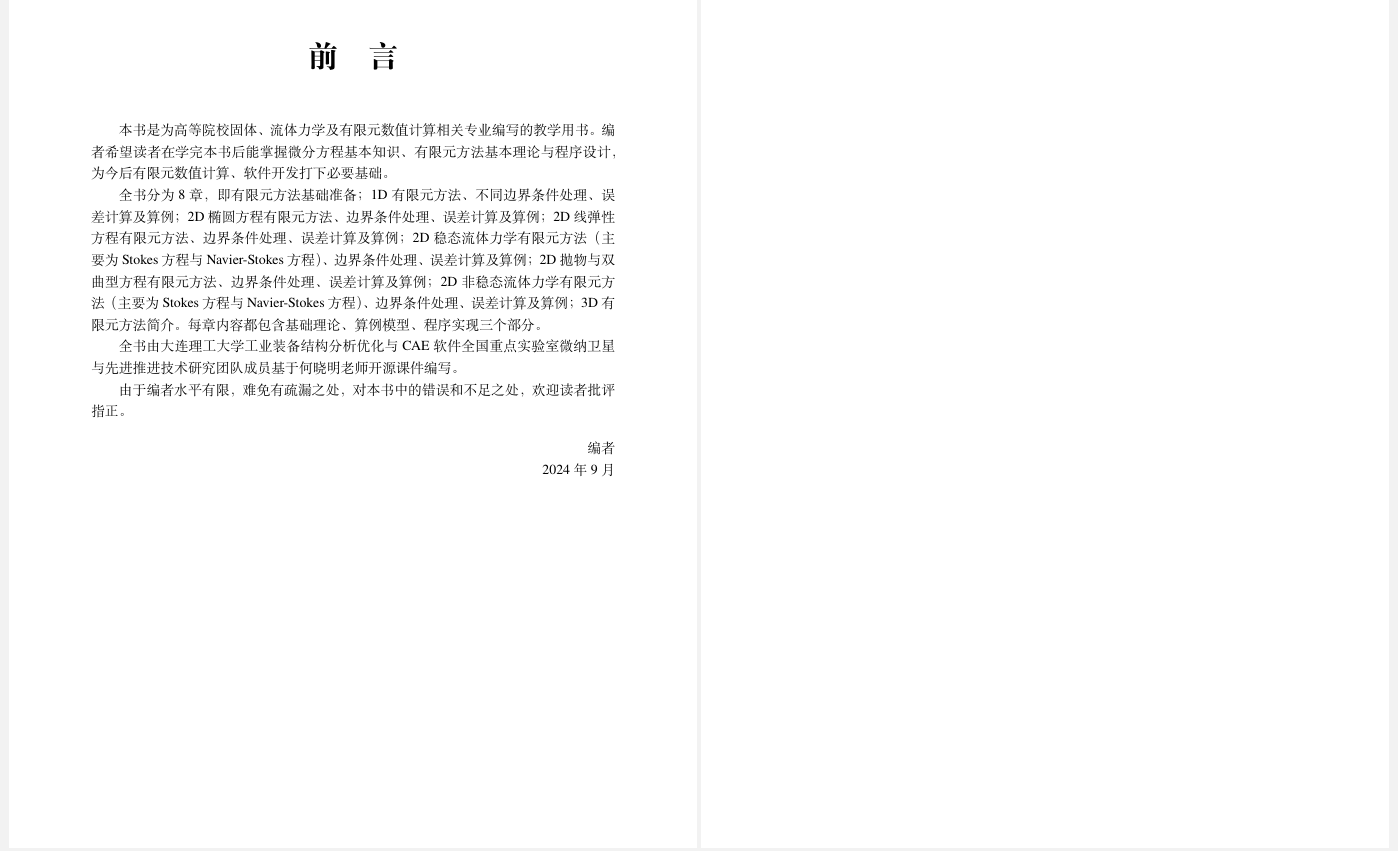 前 言
本书是为高等院校固体、流体力学及有限元数值计算相关专业编写的教学用书。编
者希望读者在学完本书后能掌握微分方程基本知识、有限元方法基本理论与程序设计，
为今后有限元数值计算、软件开发打下必要基础。
全书分为 8 章，即有限元方法基础准备；1D 有限元方法、不同边界条件处理、误
差计算及算例；2D 椭圆方程有限元方法、边界条件处理、误差计算及算例；2D 线弹性
方程有限元方法、边界条件处理、误差计算及算例；2D 稳态流体力学有限元方法（主
要为 Stokes 方程与 Navier-Stokes 方程）、边界条件处理、误差计算及算例；2D 抛物与双
曲型方程有限元方法、边界条件处理、误差计算及算例；2D 非稳态流体力学有限元方
法（主要为 Stokes 方程与 Navier-Stokes 方程）、边界条件处理、误差计算及算例；3D 有
限元方法简介。每章内容都包含基础理论、算例模型、程序实现三个部分。
全书由大连理工大学工业装备结构分析优化与 CAE 软件全国重点实验室微纳卫星
与先进推进技术研究团队成员基于何晓明老师开源课件编写。
由于编者水平有限，难免有疏漏之处，对本书中的错误和不足之处，欢迎读者批评
指正。
编者
2024 年 9 月